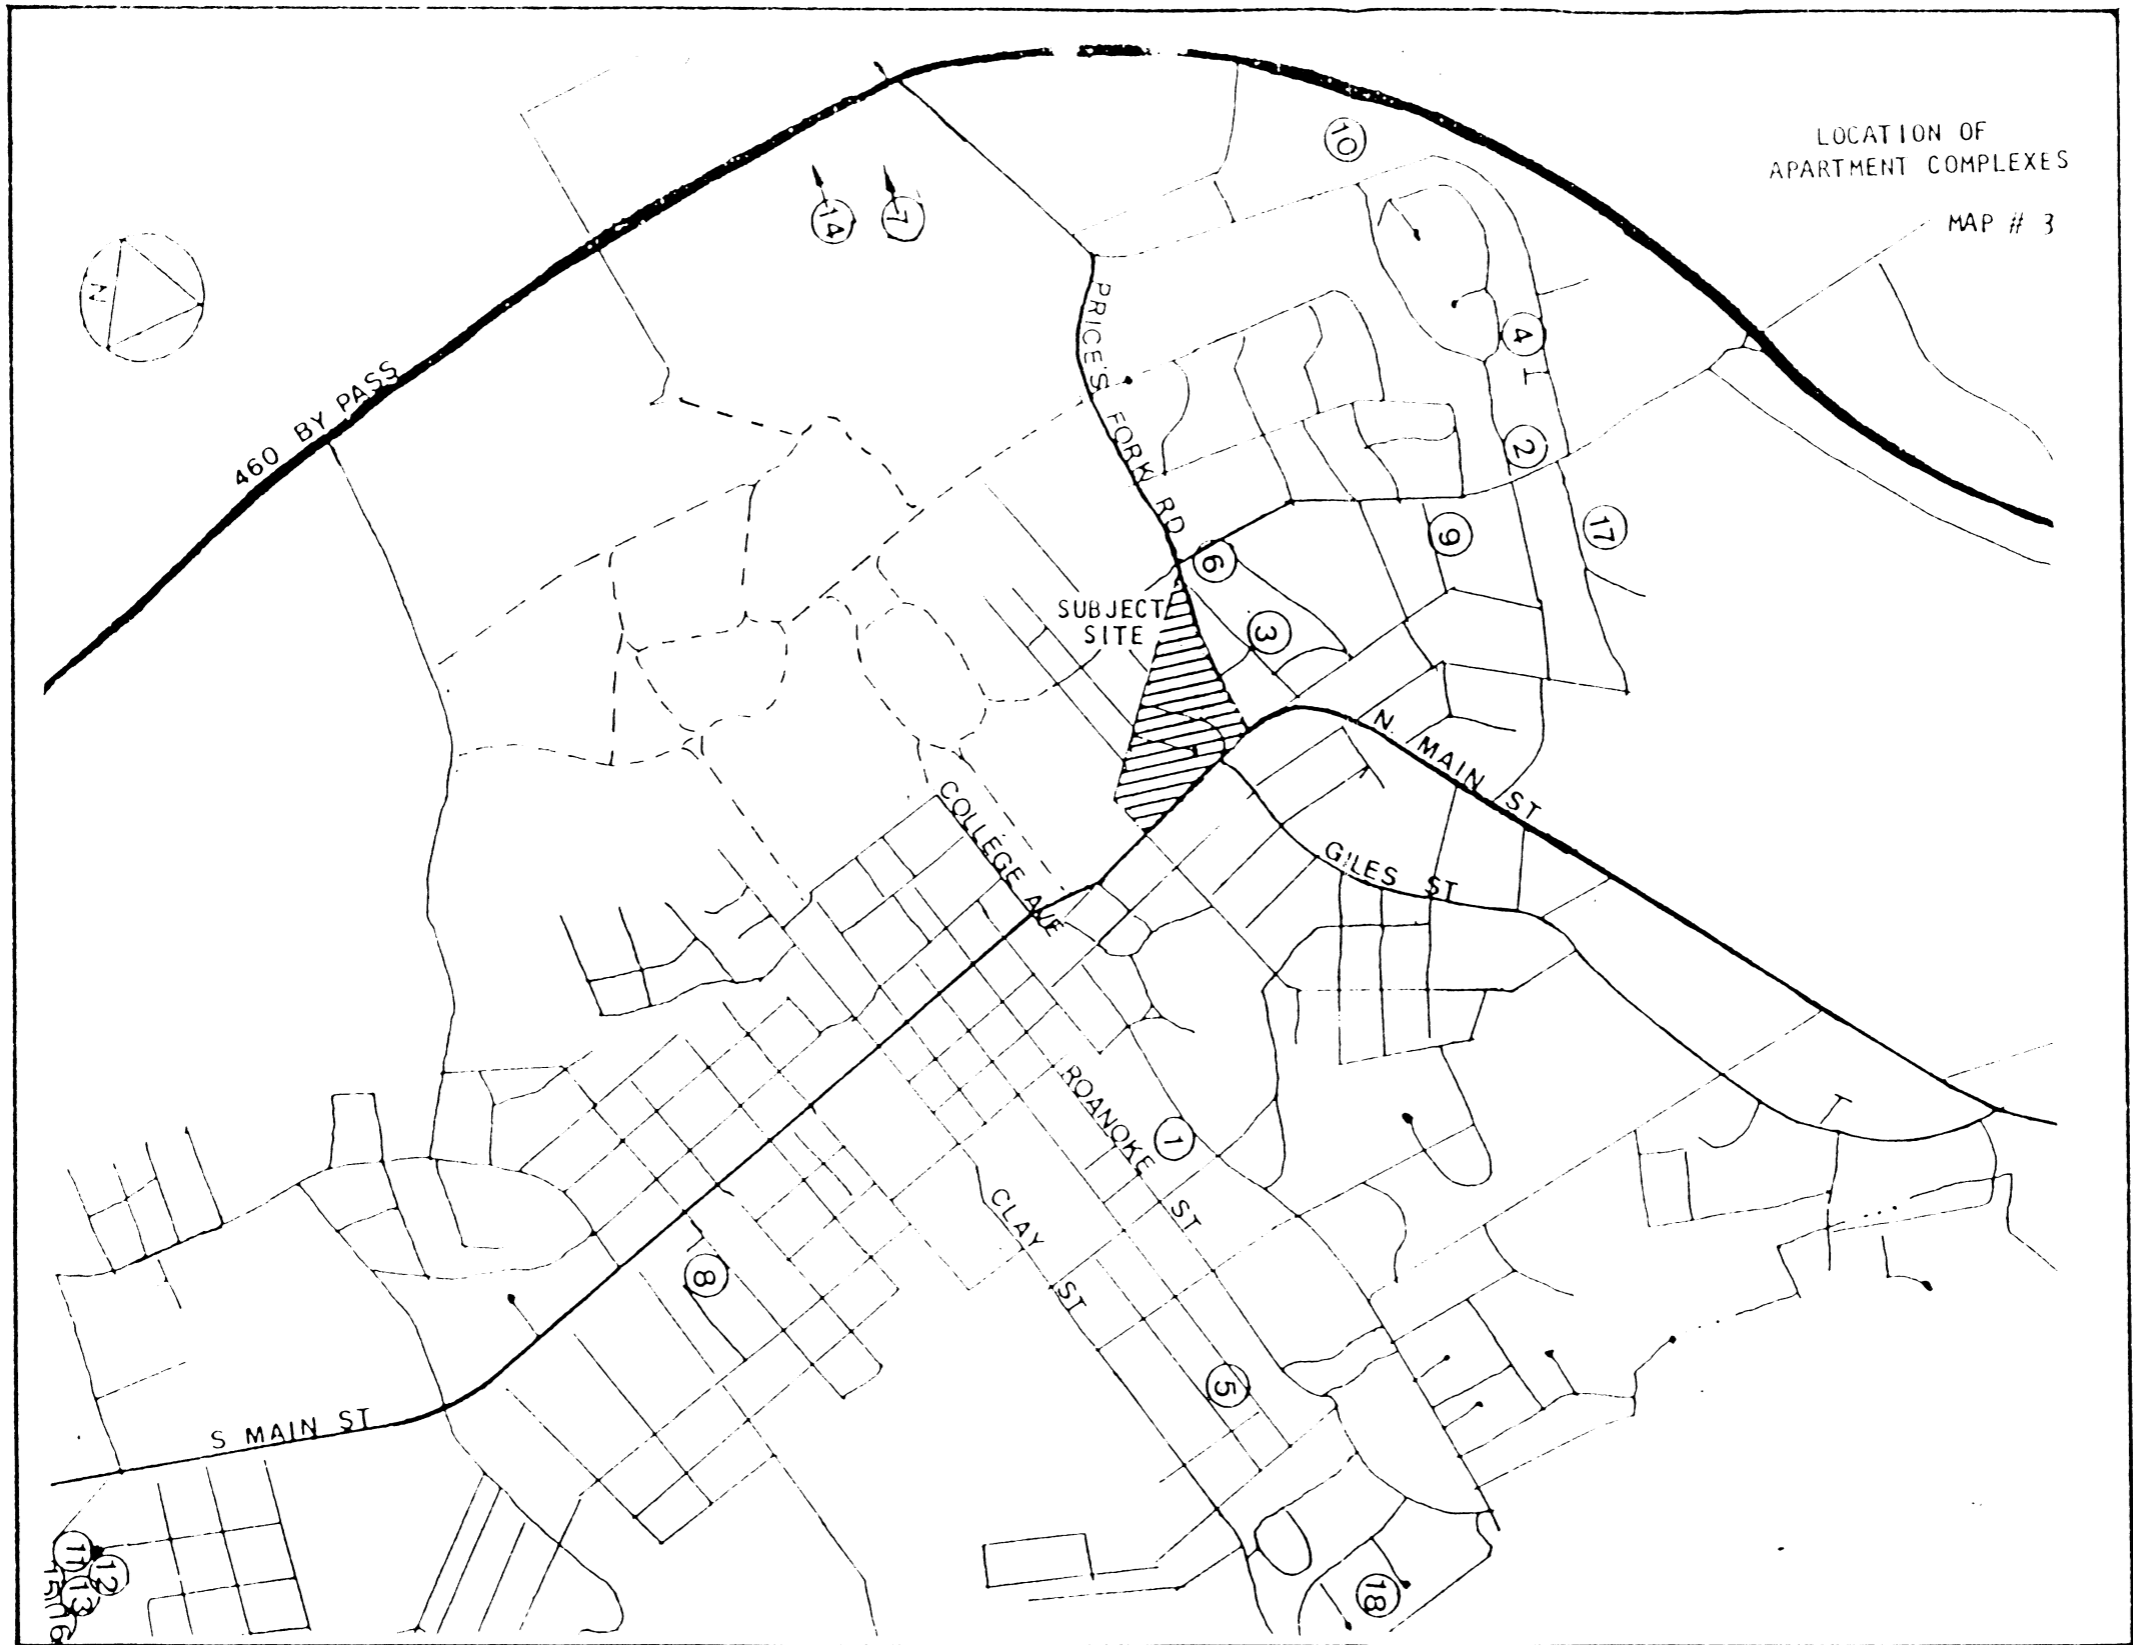 LOCATION OF
APARTMENT COMPLEXES
MAP # 3
10
14
7
N
PRICE'S FORK RD
4
460 BY PASS
2
9
17
6
SUBJECT
SITE
3
N. MAIN ST
COLLEGE AVE
GILES ST
ROANOKE ST
1
CLAY ST
8
5
S MAIN ST
11
12
13
15
16
18